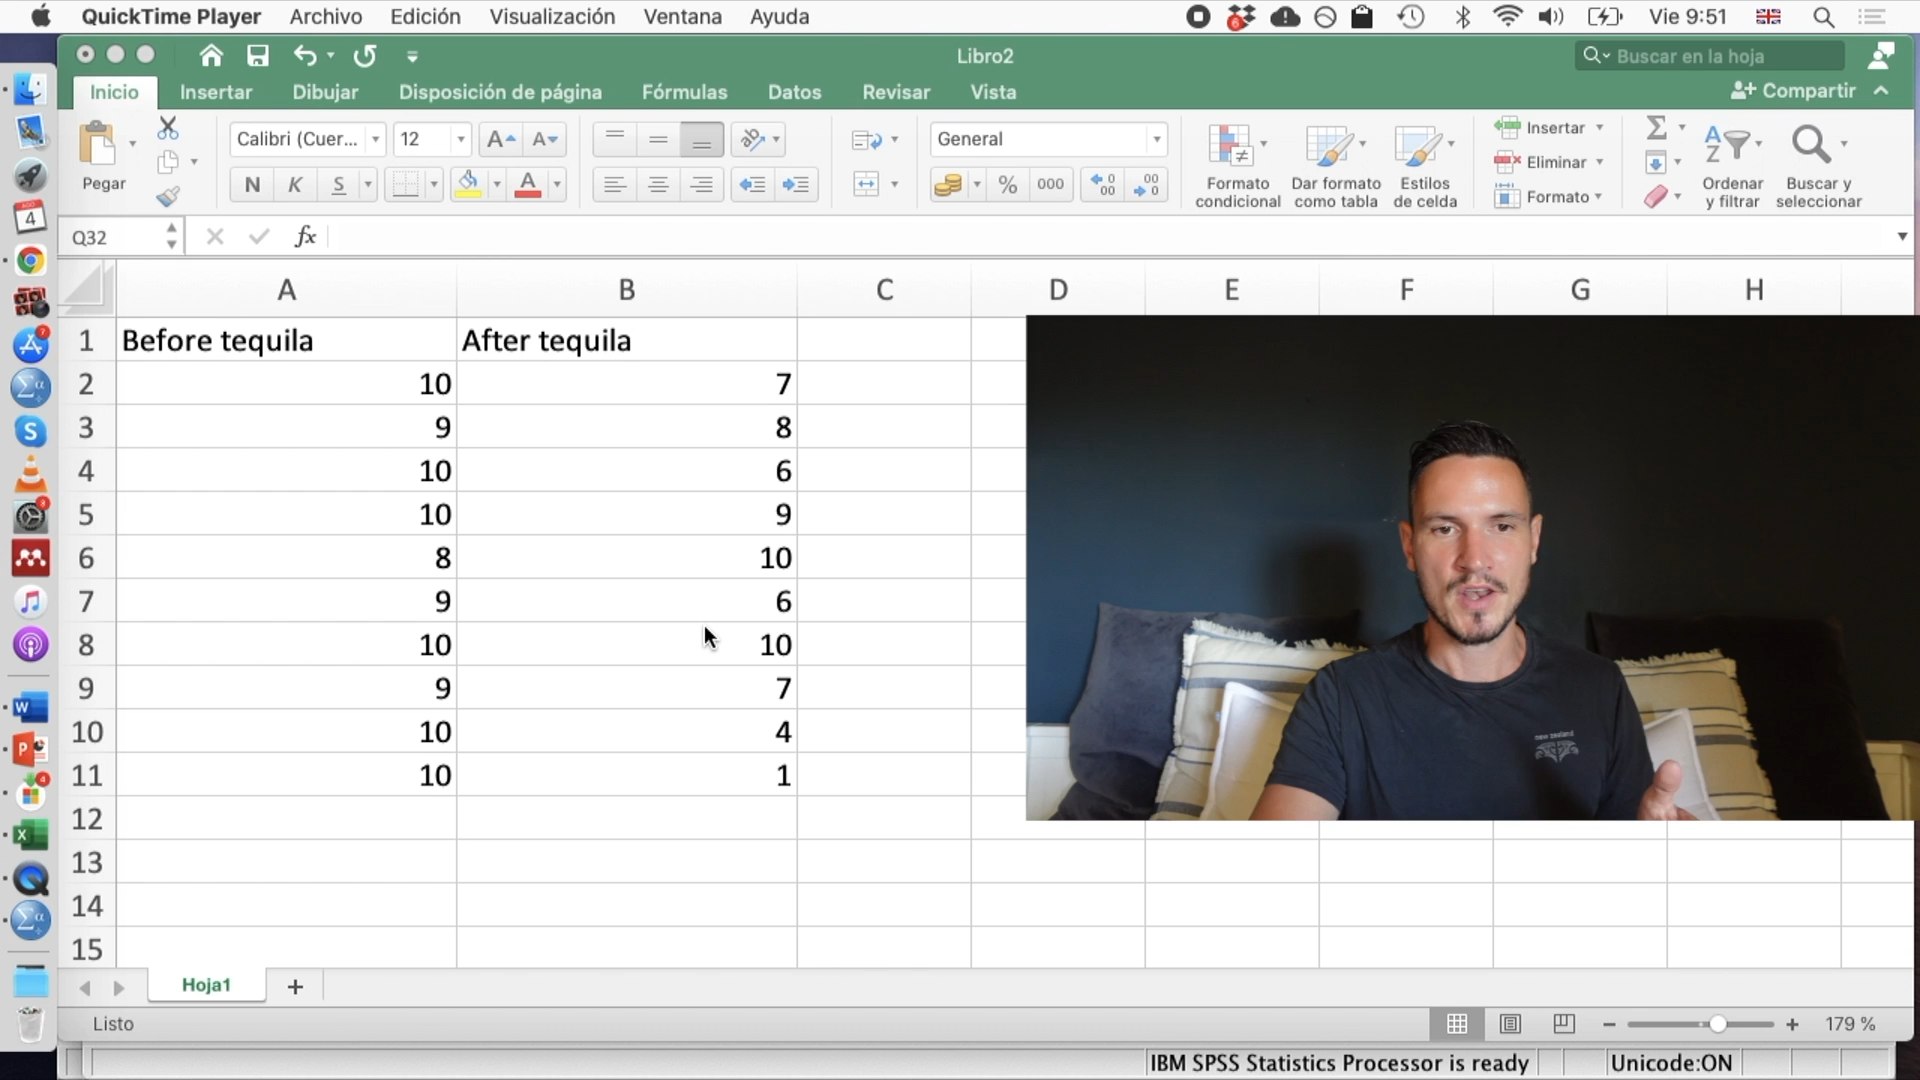 QuickTime Player Archivo Edición Visualización Ventana Ayuda Vie 9:51
Libro2 Buscar en la hoja
Inicio Insertar Dibujar Disposición de página Fórmulas Datos Revisar Vista Compartir
Pegar
Calibri (Cuer... 12 A A
N K S A
General
% 000
Formato condicional
Dar formato como tabla
Estilos de celda
Insertar
Eliminar
Formato
Ordenar y filtrar
Buscar y seleccionar
Q32 fx
A B C D E F G H
1 Before tequila After tequila
2 10 7
3 9 8
4 10 6
5 10 9
6 8 10
7 9 6
8 10 10
9 9 7
10 10 4
11 10 1
12
13
14
15
new zealand
Hoja1 +
Listo 179 %
IBM SPSS Statistics Processor is ready Unicode:ON